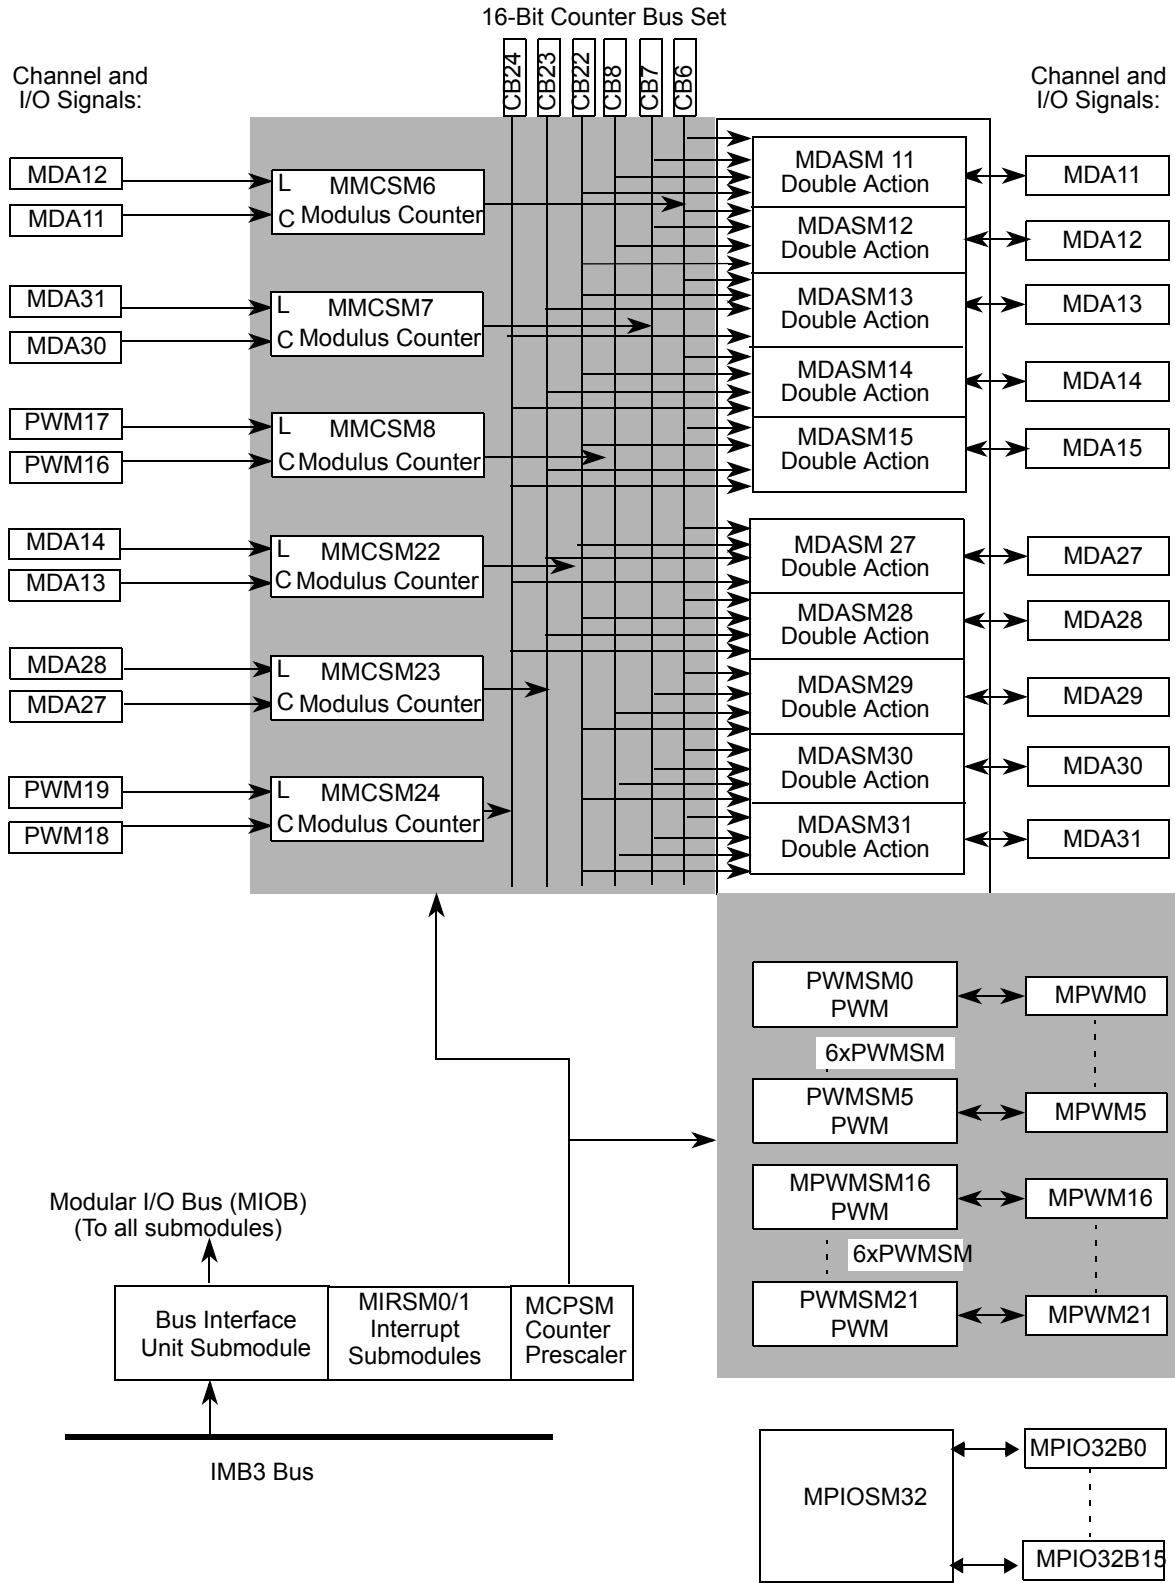 16-Bit Counter Bus Set
CB24
CB23
CB22
CB8
CB7
CB6
Channel and
I/O Signals:
Channel and
I/O Signals:
MDA12
MDA11
L
C
MMCSM6
Modulus Counter
MDA31
MDA30
L
C
MMCSM7
Modulus Counter
PWM17
PWM16
L
C
MMCSM8
Modulus Counter
MDA14
MDA13
L
C
MMCSM22
Modulus Counter
MDA28
MDA27
L
C
MMCSM23
Modulus Counter
PWM19
PWM18
L
C
MMCSM24
Modulus Counter
MDASM 11
Double Action
MDA11
MDASM12
Double Action
MDA12
MDASM13
Double Action
MDA13
MDASM14
Double Action
MDA14
MDASM15
Double Action
MDA15
MDASM 27
Double Action
MDA27
MDASM28
Double Action
MDA28
MDASM29
Double Action
MDA29
MDASM30
Double Action
MDA30
MDASM31
Double Action
MDA31
PWMSM0
PWM
MPWM0
6xPWMSM
PWMSM5
PWM
MPWM5
MPWMSM16
PWM
MPWM16
6xPWMSM
PWMSM21
PWM
MPWM21
Modular I/O Bus (MIOB)
(To all submodules)
Bus Interface
Unit Submodule
MIRSM0/1
Interrupt
Submodules
MCPSM
Counter
Prescaler
IMB3 Bus
MPIOSM32
MPIO32B0
MPIO32B15